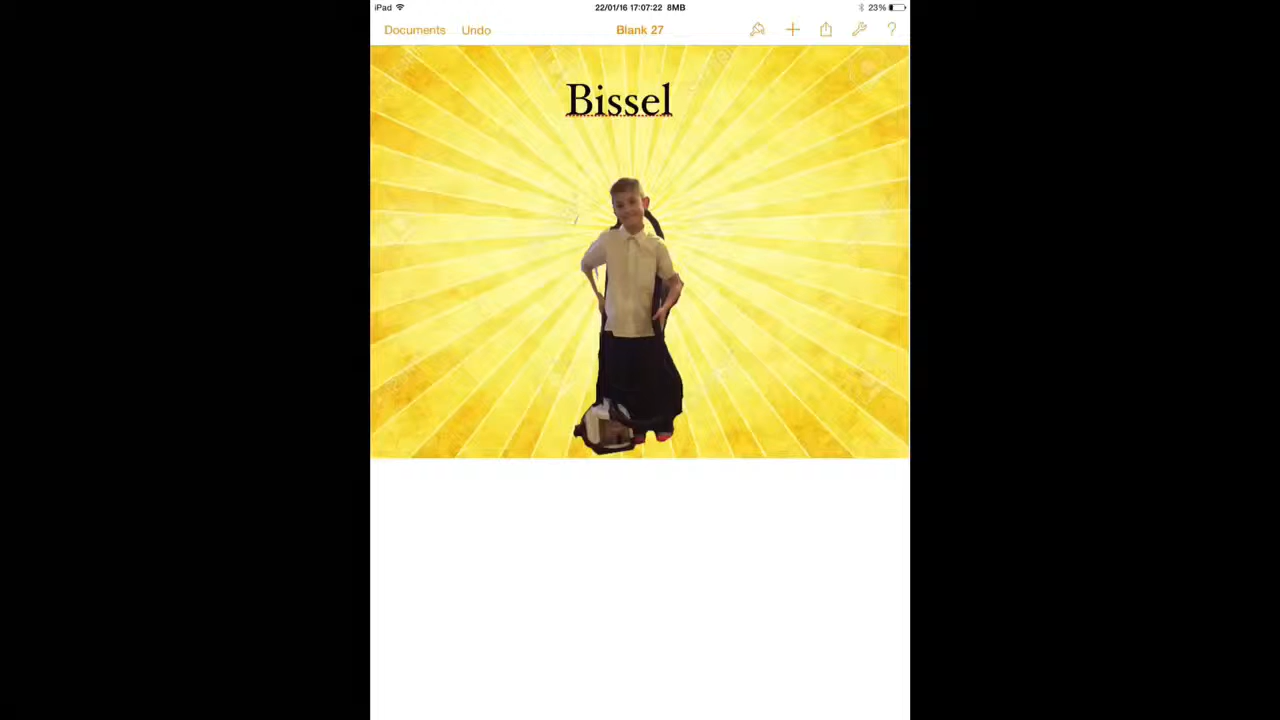 iPad 22/01/16 17:07:22 8MB 23%
Documents Undo Blank 27 ?
Bissel